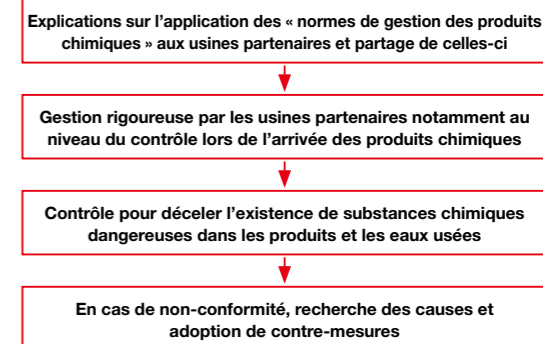 Explications sur l’application des « normes de gestion des produits
chimiques » aux usines partenaires et partage de celles-ci
Gestion rigoureuse par les usines partenaires notamment au
niveau du contrôle lors de l’arrivée des produits chimiques
Contrôle pour déceler l’existence de substances chimiques
dangereuses dans les produits et les eaux usées
En cas de non-conformité, recherche des causes et
adoption de contre-mesures